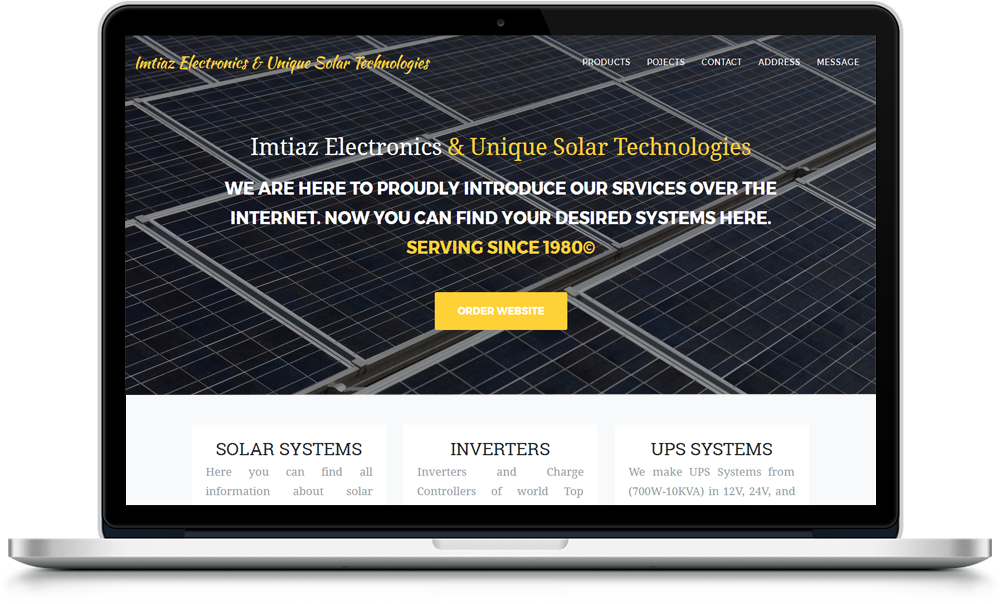 Imtiaz Electronics & Unique Solar Technologies
PRODUCTS POJECTS CONTACT ADDRESS MESSAGE
Imtiaz Electronics & Unique Solar Technologies
WE ARE HERE TO PROUDLY INTRODUCE OUR SRVICES OVER THE
INTERNET. NOW YOU CAN FIND YOUR DESIRED SYSTEMS HERE.
SERVING SINCE 1980©
ORDER WEBSITE
SOLAR SYSTEMS
Here you can find all
information about solar
INVERTERS
Inverters and Charge
Controllers of world Top
UPS SYSTEMS
We make UPS Systems from
(700W-10KVA) in 12V, 24V, and